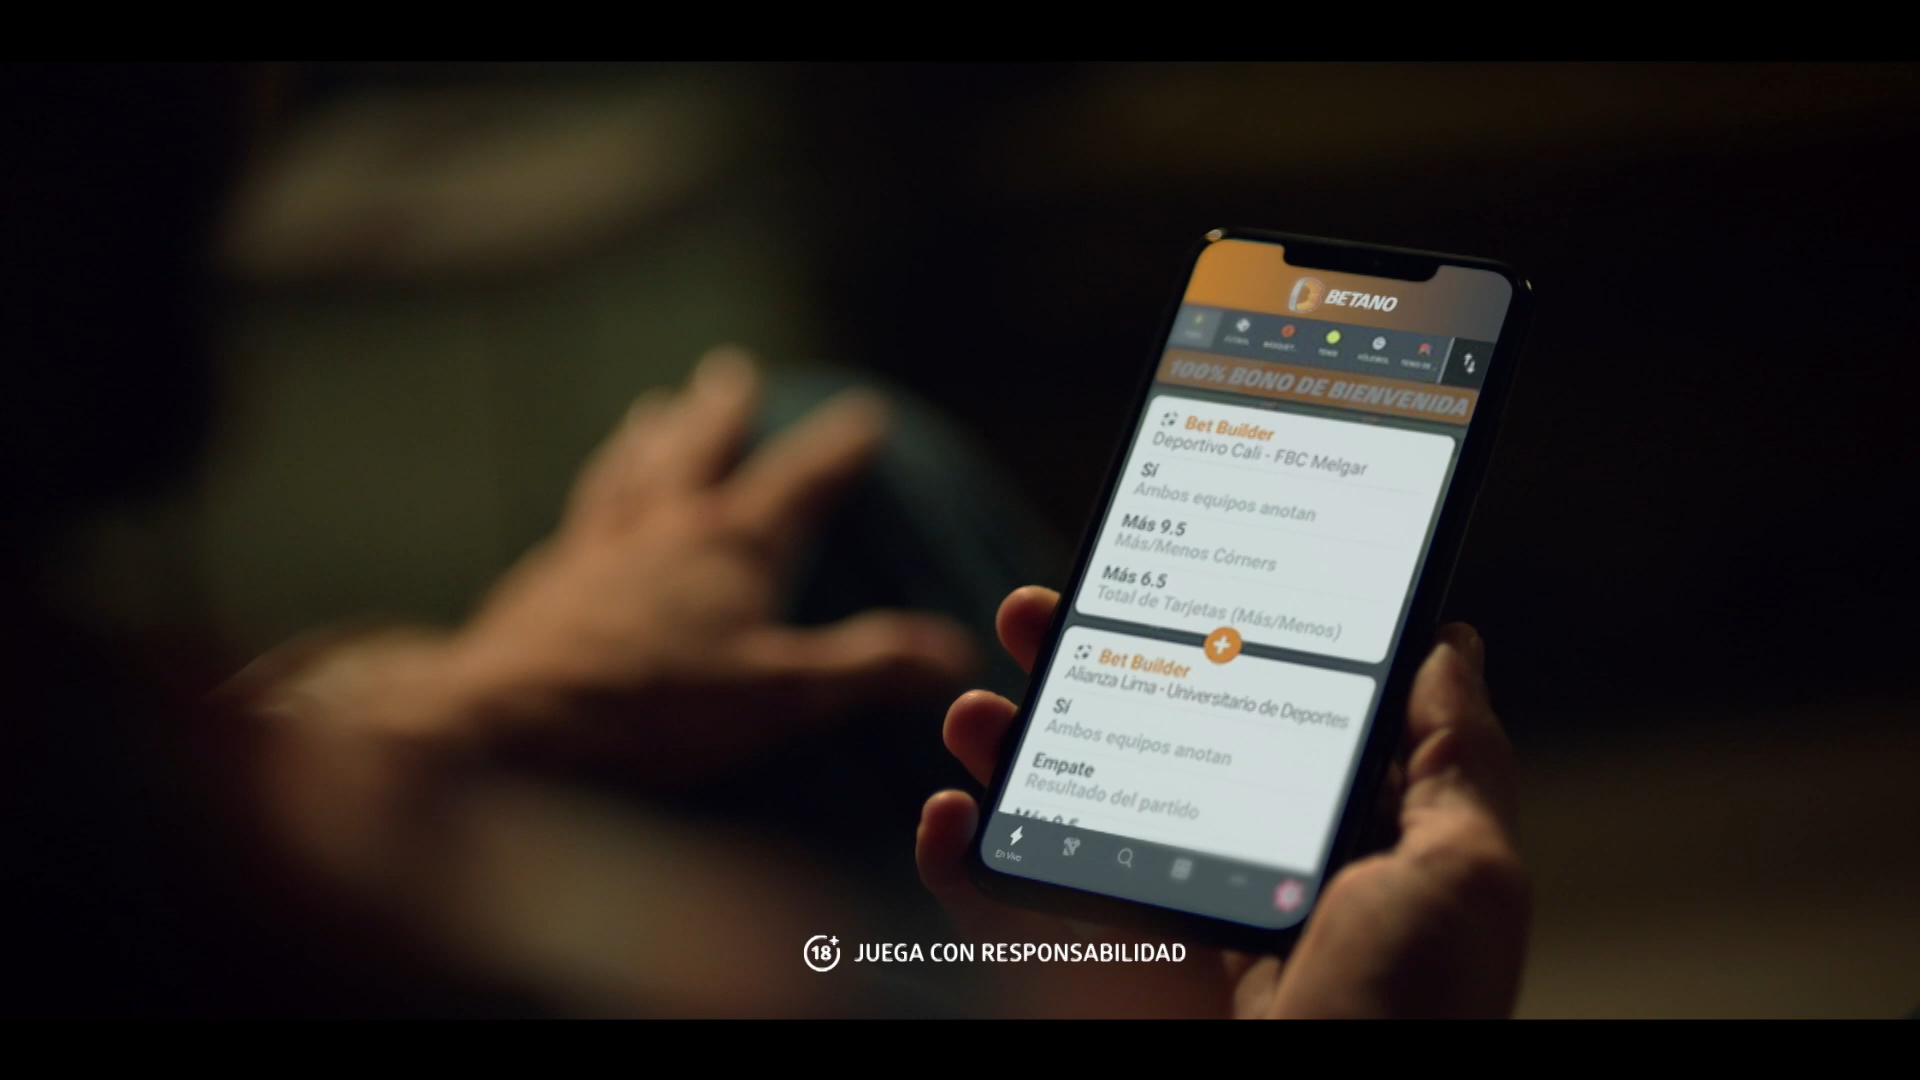 BETANO
FUTBOL
TENIS
100% BONO DE BIENVENIDA
Bet Builder
Deportivo Cali - FBC Melgar
Sí
Ambos equipos anotan
Más 9.5
Más/Menos Córners
Más 6.5
Total de Tarjetas (Más/Menos)
Bet Builder
Alianza Lima - Universitario de Deportes
Sí
Ambos equipos anotan
Empate
Resultado del partido
En Vivo
18+ JUEGA CON RESPONSABILIDAD